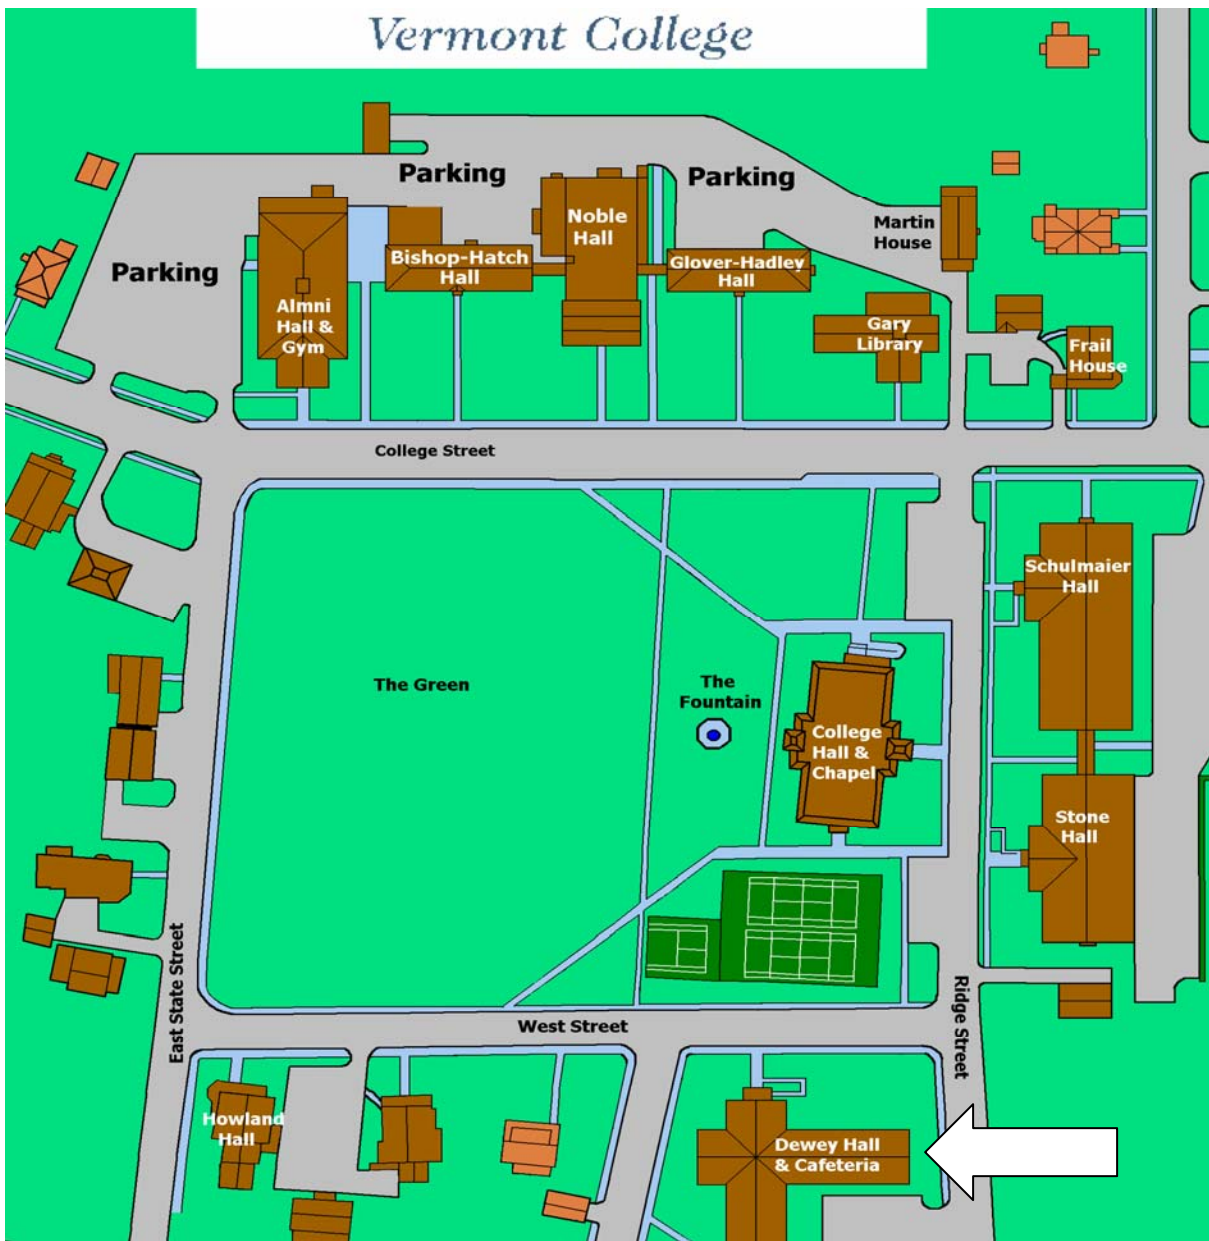 Vermont College
Parking
Parking
Parking
Noble
Hall
Martin
House
Bishop-Hatch
Hall
Glover-Hadley
Hall
Almni
Hall &
Gym
Gary
Library
Frail
House
College Street
Schulmaier
Hall
The Green
The
Fountain
College
Hall &
Chapel
Stone
Hall
East State Street
Ridge Street
West Street
Howland
Hall
Dewey Hall
& Cafeteria